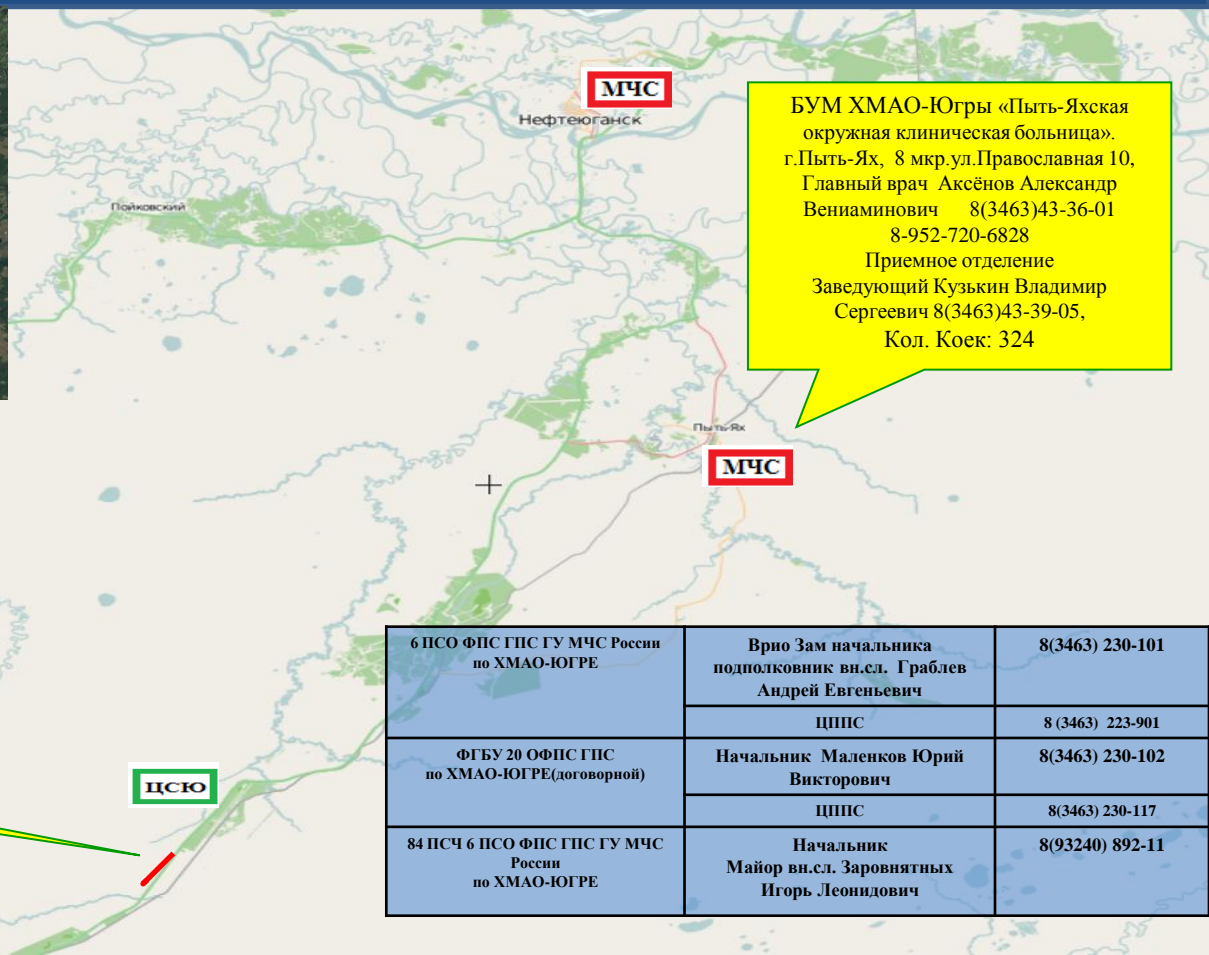 МЧС
Нефтеюганск
БУМ ХМАО-Югры «Пыть-Яхская
окружная клиническая больница».
г.Пыть-Ях, 8 мкр.ул.Православная 10,
Главный врач Аксёнов Александр
Вениаминович 8(3463)43-36-01
8-952-720-6828
Приемное отделение
Заведующий Кузькин Владимир
Сергеевич 8(3463)43-39-05,
Кол. Коек: 324
Пойковский
Пыть-Ях
МЧС
6 ПСО ФПС ГПС ГУ МЧС России
по ХМАО-ЮГРЕ
Врио Зам начальника
подполковник вн.сл. Граблев
Андрей Евгеньевич
8(3463) 230-101
ЦППС
8 (3463) 223-901
ФГБУ 20 ОФПС ГПС
по ХМАО-ЮГРЕ(договорной)
Начальник Маленков Юрий
Викторович
8(3463) 230-102
ЦППС
8(3463) 230-117
84 ПСЧ 6 ПСО ФПС ГПС ГУ МЧС
России
по ХМАО-ЮГРЕ
Начальник
Майор вн.сл. Заровнятных
Игорь Леонидович
8(93240) 892-11
ЦСЮ